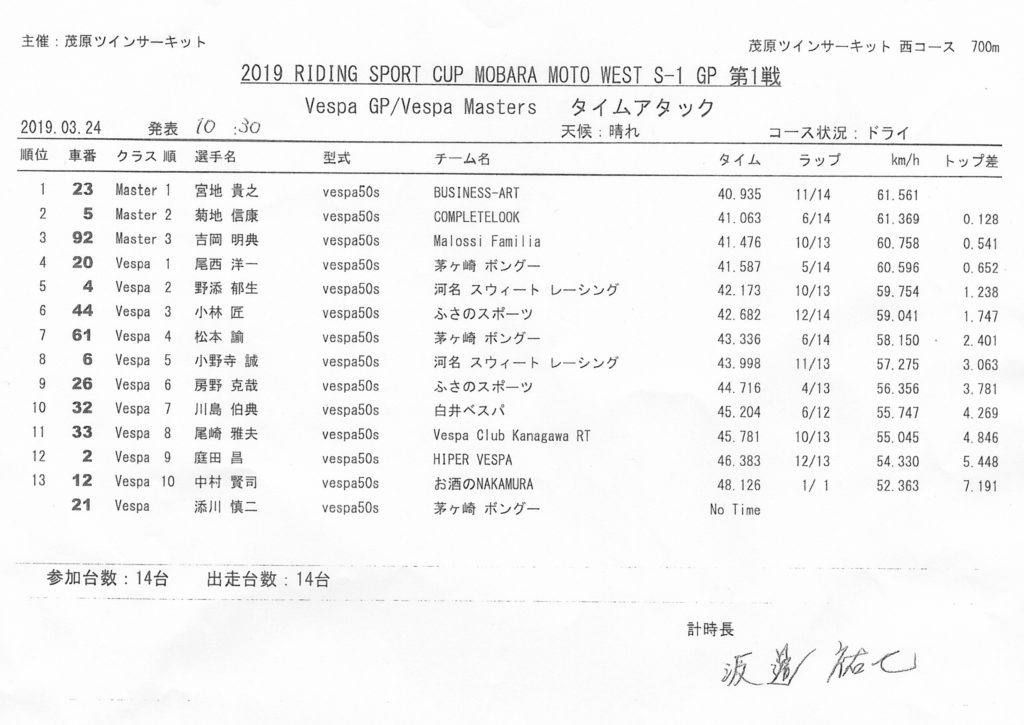 主催：茂原ツインサーキット
茂原ツインサーキット 西コース 700m
2019 RIDING SPORT CUP MOBARA MOTO WEST S-1 GP 第1戦
Vespa GP/Vespa Masters タイムアタック
2019.03.24 発表 10 :30 天候：晴れ コース状況：ドライ
順位 車番 クラス 順 選手名 型式 チーム名 タイム ラップ km/h トップ差
1 23 Master 1 宮地 貴之 vespa50s BUSINESS-ART 40.935 11/14 61.561
2 5 Master 2 菊地 信康 vespa50s COMPLETELOOK 41.063 6/14 61.369 0.128
3 92 Master 3 吉岡 明典 vespa50s Malossi Familia 41.476 10/13 60.758 0.541
4 20 Vespa 1 尾西 洋一 vespa50s 茅ヶ崎 ボングー 41.587 5/14 60.596 0.652
5 4 Vespa 2 野添 郁生 vespa50s 河名 スウィート レーシング 42.173 10/13 59.754 1.238
6 44 Vespa 3 小林 匠 vespa50s ふさのスポーツ 42.682 12/14 59.041 1.747
7 61 Vespa 4 松本 諭 vespa50s 茅ヶ崎 ボングー 43.336 6/14 58.150 2.401
8 6 Vespa 5 小野寺 誠 vespa50s 河名 スウィート レーシング 43.998 11/13 57.275 3.063
9 26 Vespa 6 房野 克哉 vespa50s ふさのスポーツ 44.716 4/13 56.356 3.781
10 32 Vespa 7 川島 伯典 vespa50s 白井ベスパ 45.204 6/12 55.747 4.269
11 33 Vespa 8 尾崎 雅夫 vespa50s Vespa Club Kanagawa RT 45.781 10/13 55.045 4.846
12 2 Vespa 9 庭田 昌 vespa50s HIPER VESPA 46.383 12/13 54.330 5.448
13 12 Vespa 10 中村 賢司 vespa50s お酒のNAKAMURA 48.126 1/ 1 52.363 7.191
21 Vespa 添川 慎二 vespa50s 茅ヶ崎 ボングー No Time
参加台数：14台 出走台数：14台
計時長